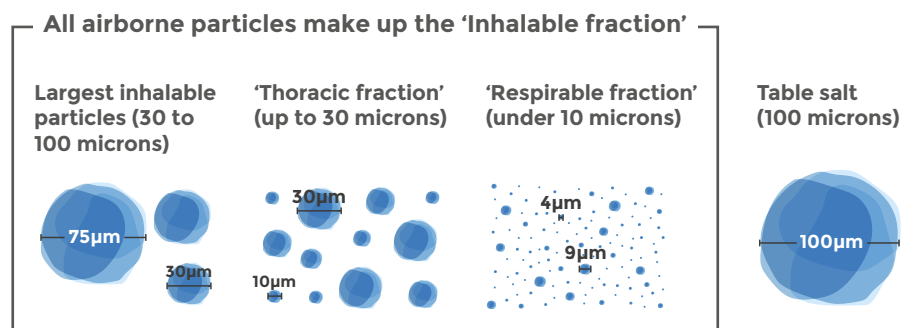 All airborne particles make up the ‘Inhalable fraction’
Largest inhalable
particles (30 to
100 microns)
‘Thoracic fraction’
(up to 30 microns)
‘Respirable fraction’
(under 10 microns)
Table salt
(100 microns)
75μm
30μm
30μm
10μm
4μm
9μm
100μm